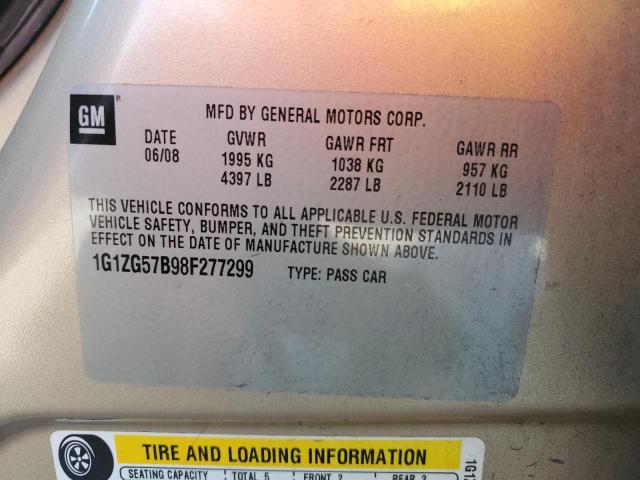 GM
®
MFD BY GENERAL MOTORS CORP.
DATE GVWR GAWR FRT GAWR RR
06/08 1995 KG 1038 KG 957 KG
4397 LB 2287 LB 2110 LB
THIS VEHICLE CONFORMS TO ALL APPLICABLE U.S. FEDERAL MOTOR
VEHICLE SAFETY, BUMPER, AND THEFT PREVENTION STANDARDS IN
EFFECT ON THE DATE OF MANUFACTURE SHOWN ABOVE.
1G1ZG57B98F277299 TYPE: PASS CAR
TIRE AND LOADING INFORMATION
SEATING CAPACITY TOTAL 5 FRONT 2 REAR 3
1G1Z